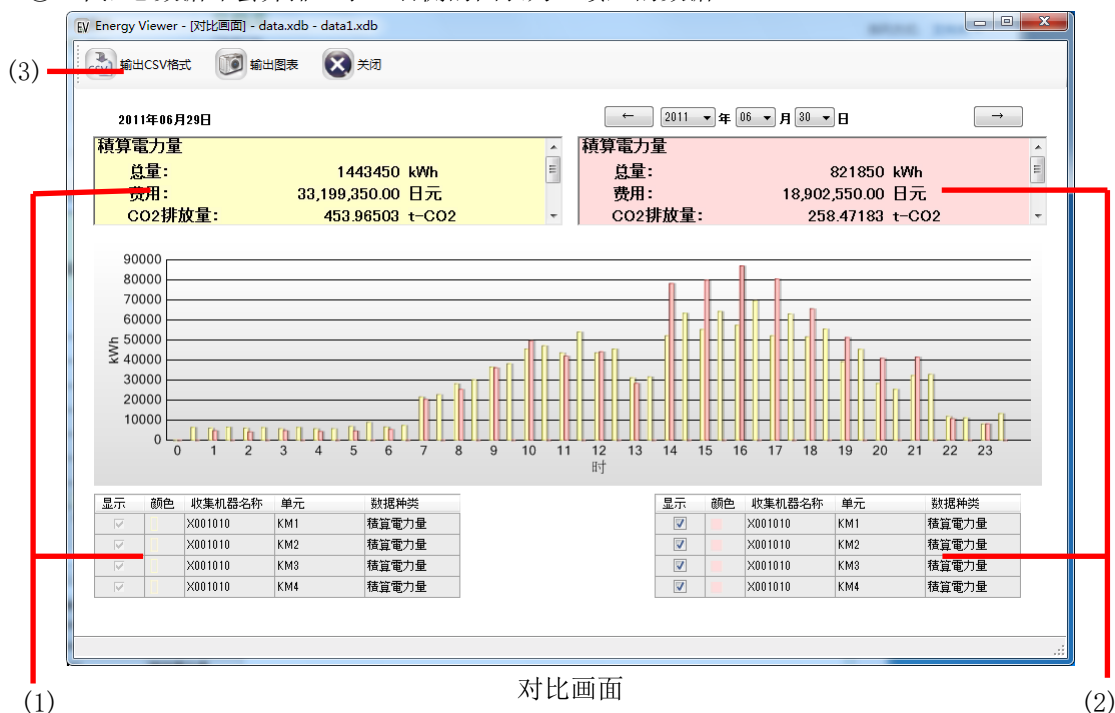 EV Energy Viewer - [对比画面] - data.xdb - data1.xdb
(3)
CSV 输出CSV格式 输出图表 关闭
2011年06月29日
← 2011 年 06 月 30 日 →
積算電力量
总量: 1443450 kWh
费用: 33,199,350.00 日元
CO2排放量: 453.96503 t-CO2
積算電力量
总量: 821850 kWh
费用: 18,902,550.00 日元
CO2排放量: 258.47183 t-CO2
90000
80000
70000
60000
50000
40000
30000
20000
10000
0
kWh
0 1 2 3 4 5 6 7 8 9 10 11 12 13 14 15 16 17 18 19 20 21 22 23
时
显示 颜色 收集机器名称 单元 数据种类
X001010 KM1 積算電力量
X001010 KM2 積算電力量
X001010 KM3 積算電力量
X001010 KM4 積算電力量
显示 颜色 收集机器名称 单元 数据种类
X001010 KM1 積算電力量
X001010 KM2 積算電力量
X001010 KM3 積算電力量
X001010 KM4 積算電力量
(1)
对比画面
(2)